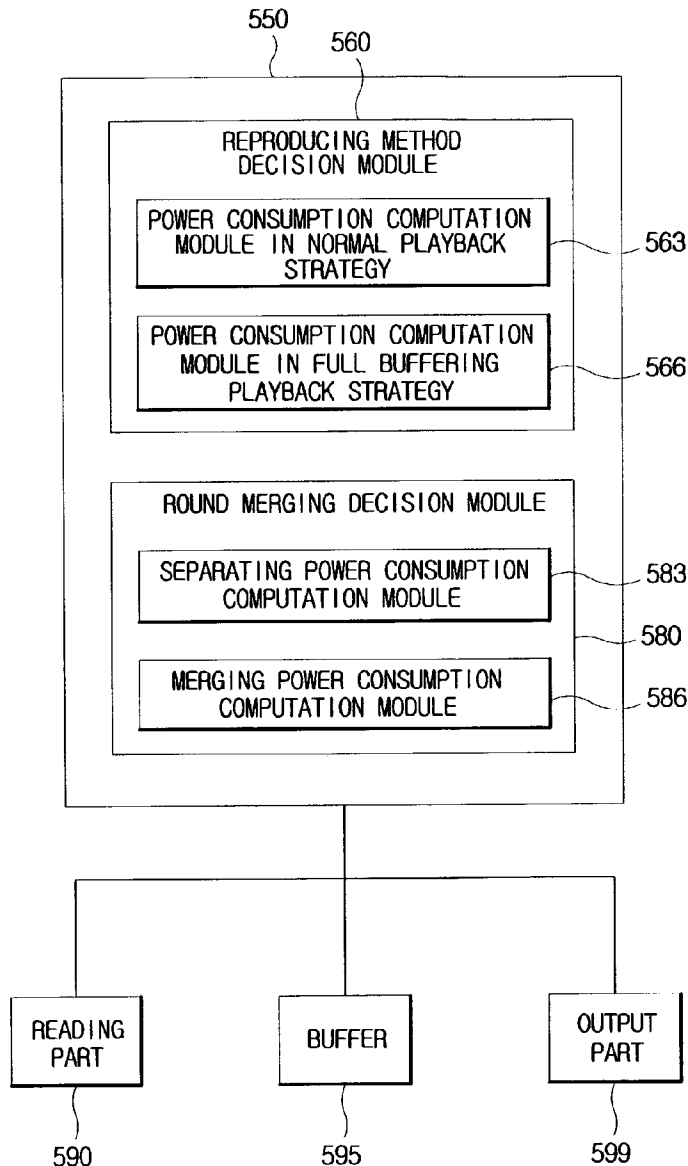 550
560
REPRODUCING METHOD
DECISION MODULE
POWER CONSUMPTION COMPUTATION
MODULE IN NORMAL PLAYBACK
STRATEGY
563
POWER CONSUMPTION COMPUTATION
MODULE IN FULL BUFFERING
PLAYBACK STRATEGY
566
ROUND MERGING DECISION MODULE
SEPARATING POWER CONSUMPTION
COMPUTATION MODULE
583
580
MERGING POWER CONSUMPTION
COMPUTATION MODULE
586
READING
PART
BUFFER
OUTPUT
PART
590
595
599